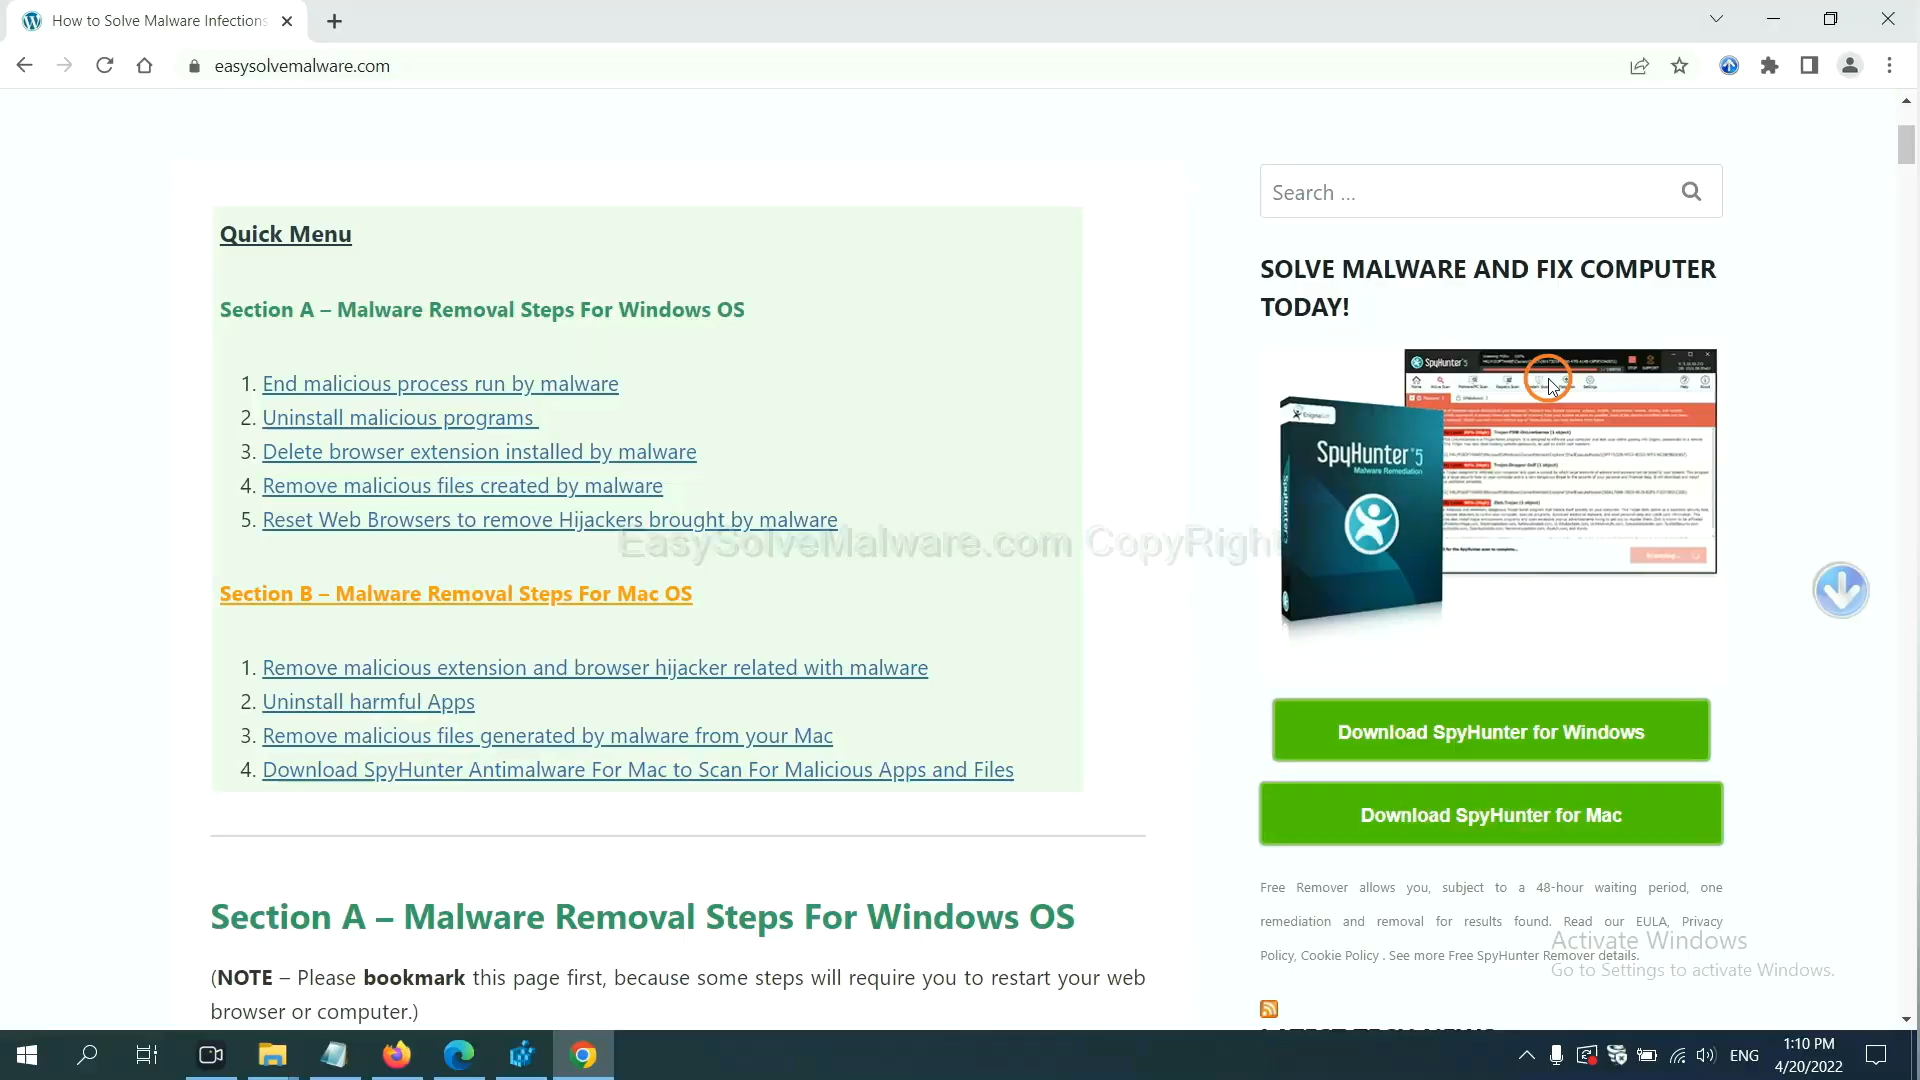 How to Solve Malware Infections
easysolvemalware.com
Search ...
Quick Menu
Section A – Malware Removal Steps For Windows OS
1. End malicious process run by malware
2. Uninstall malicious programs
3. Delete browser extension installed by malware
4. Remove malicious files created by malware
5. Reset Web Browsers to remove Hijackers brought by malware
EasySolveMalware.com CopyRigh
Section B – Malware Removal Steps For Mac OS
1. Remove malicious extension and browser hijacker related with malware
2. Uninstall harmful Apps
3. Remove malicious files generated by malware from your Mac
4. Download SpyHunter Antimalware For Mac to Scan For Malicious Apps and Files
Section A – Malware Removal Steps For Windows OS
(NOTE – Please bookmark this page first, because some steps will require you to restart your web
browser or computer.)
SOLVE MALWARE AND FIX COMPUTER
TODAY!
SpyHunter 5
SpyHunter 5
Malware Remediation
Download SpyHunter for Windows
Download SpyHunter for Mac
Free Remover allows you, subject to a 48-hour waiting period, one
remediation and removal for results found. Read our EULA, Privacy
Policy, Cookie Policy . See more Free SpyHunter Remover details.
Activate Windows
Go to Settings to activate Windows.
LATEST TECH NEWS
ENG
1:10 PM
4/20/2022